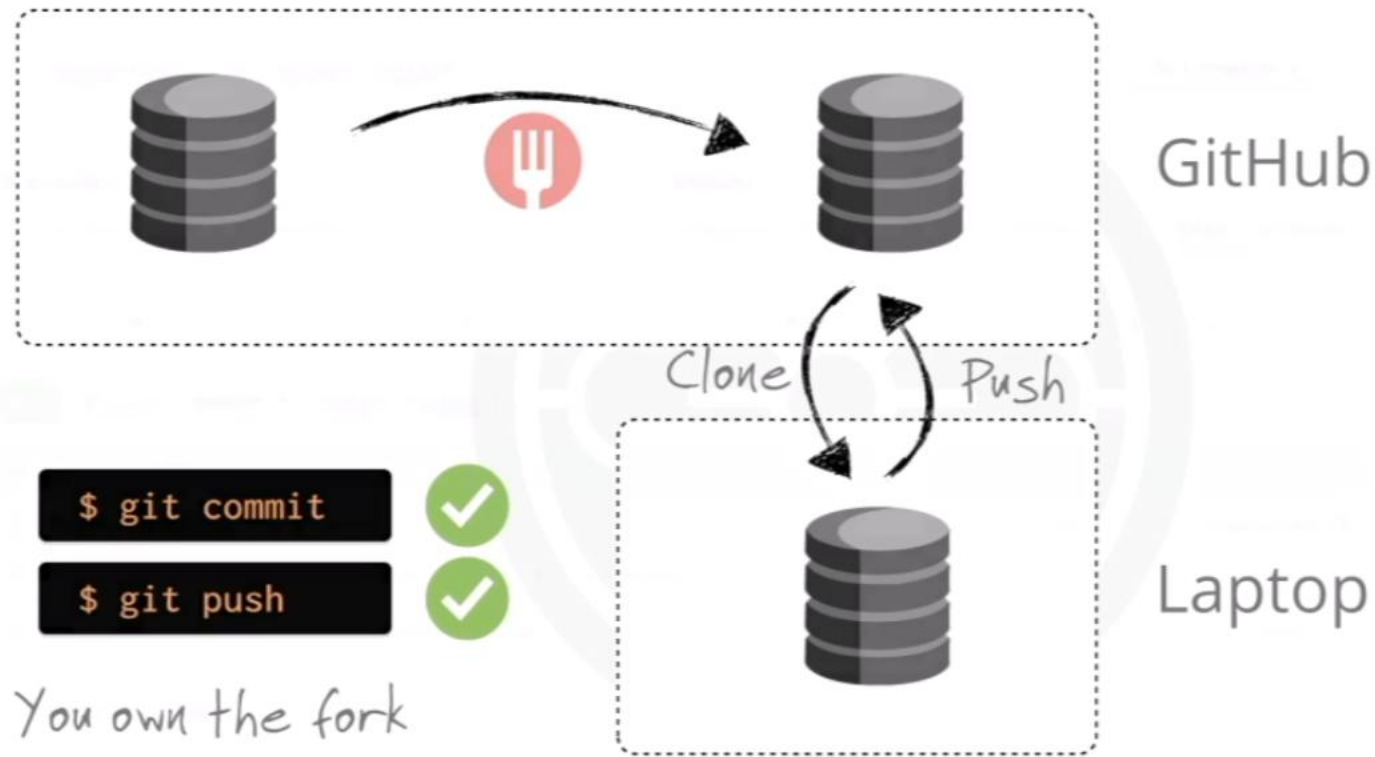 GitHub
Clone
Push
$ git commit
$ git push
Laptop
You own the fork